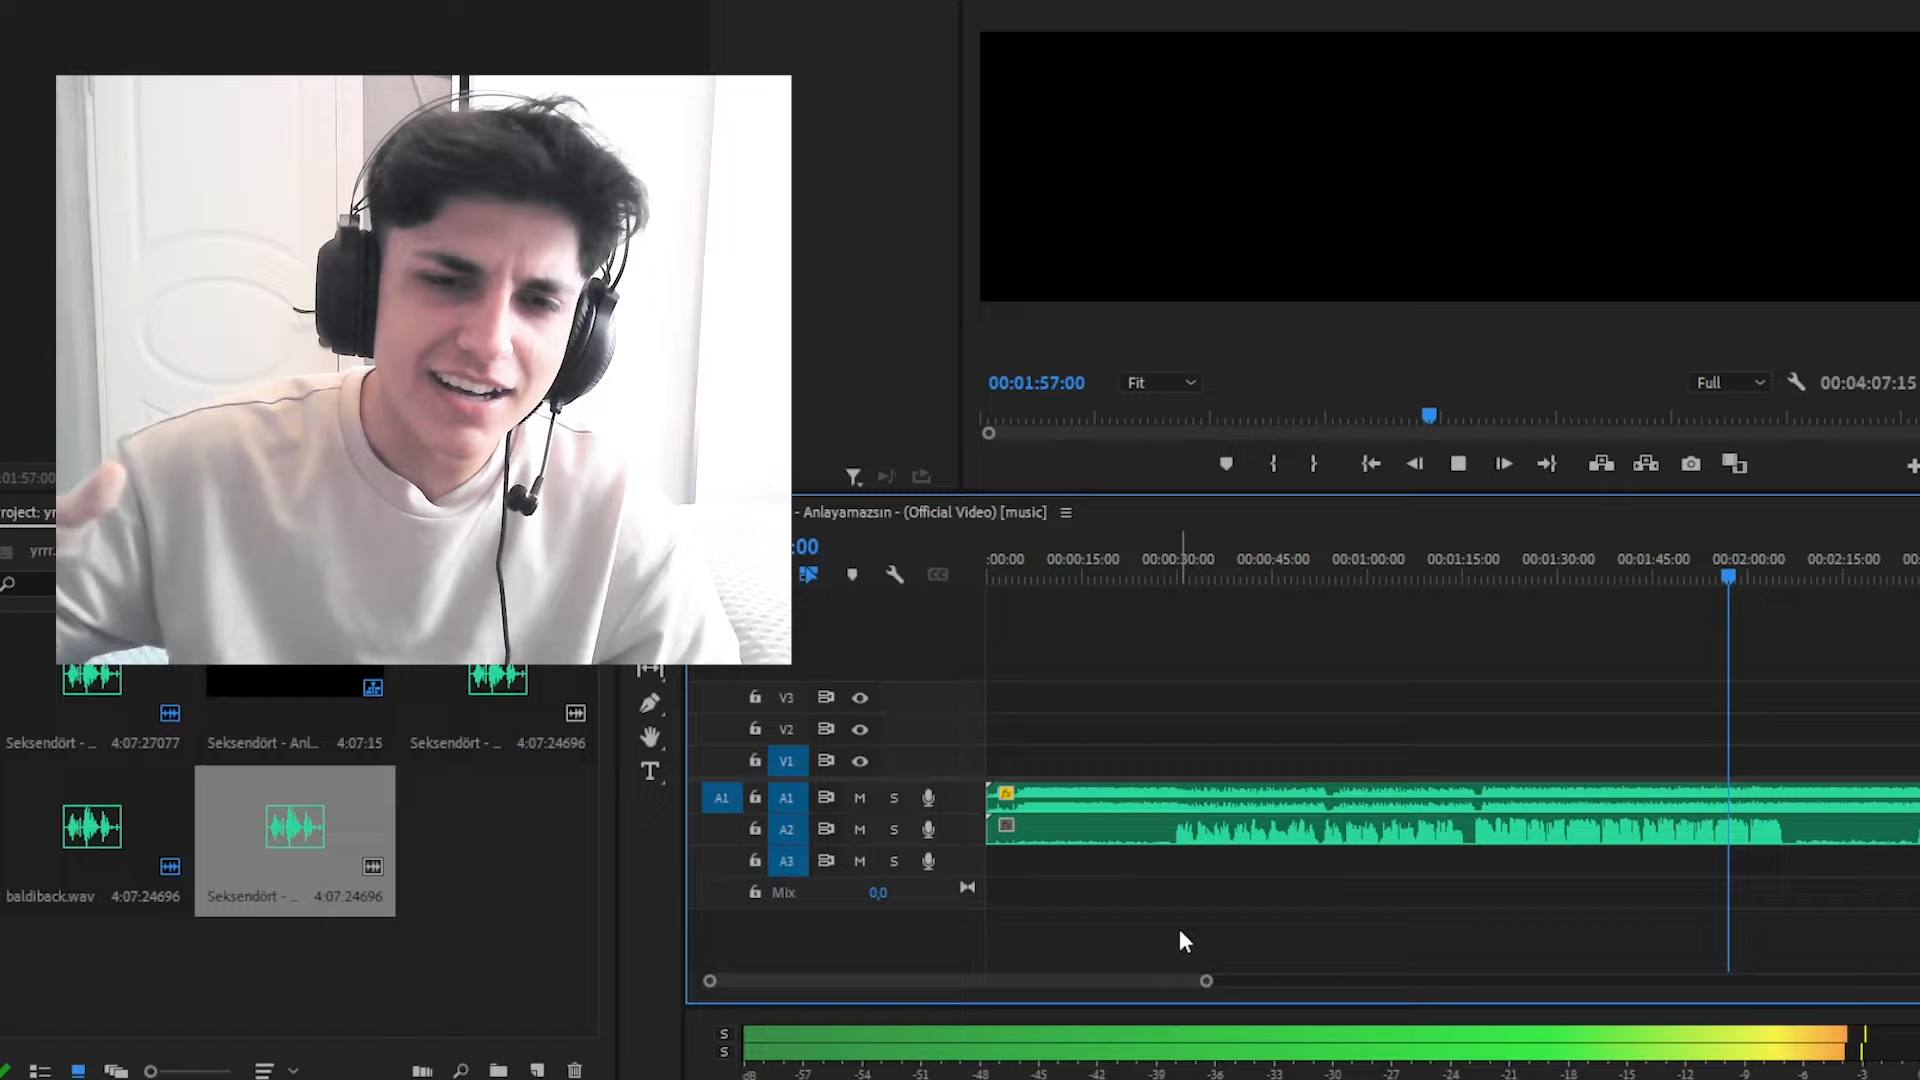 00:01:57:00
Fit
Full
00:04:07:15
:01:57:00
roject: yr
- Anlayamazsın - (Official Video) [music]
yrrr.
:00
:00:00
00:00:15:00
00:00:30:00
00:00:45:00
00:01:00:00
00:01:15:00
00:01:30:00
00:01:45:00
00:02:00:00
00:02:15:00
00:
V3
V2
V1
A1
A1
M
S
A2
M
S
A3
M
S
Mix
0,0
fx
fx
Seksendört - ...
4:07:27077
Seksendört - Anl...
4:07:15
Seksendört - ...
4:07:24696
baldiback.wav
4:07:24696
Seksendört - ...
4:07:24696
T
S
S
dB
-57
-54
-51
-48
-45
-42
-39
-36
-33
-30
-27
-24
-21
-18
-15
-12
-9
-6
-3